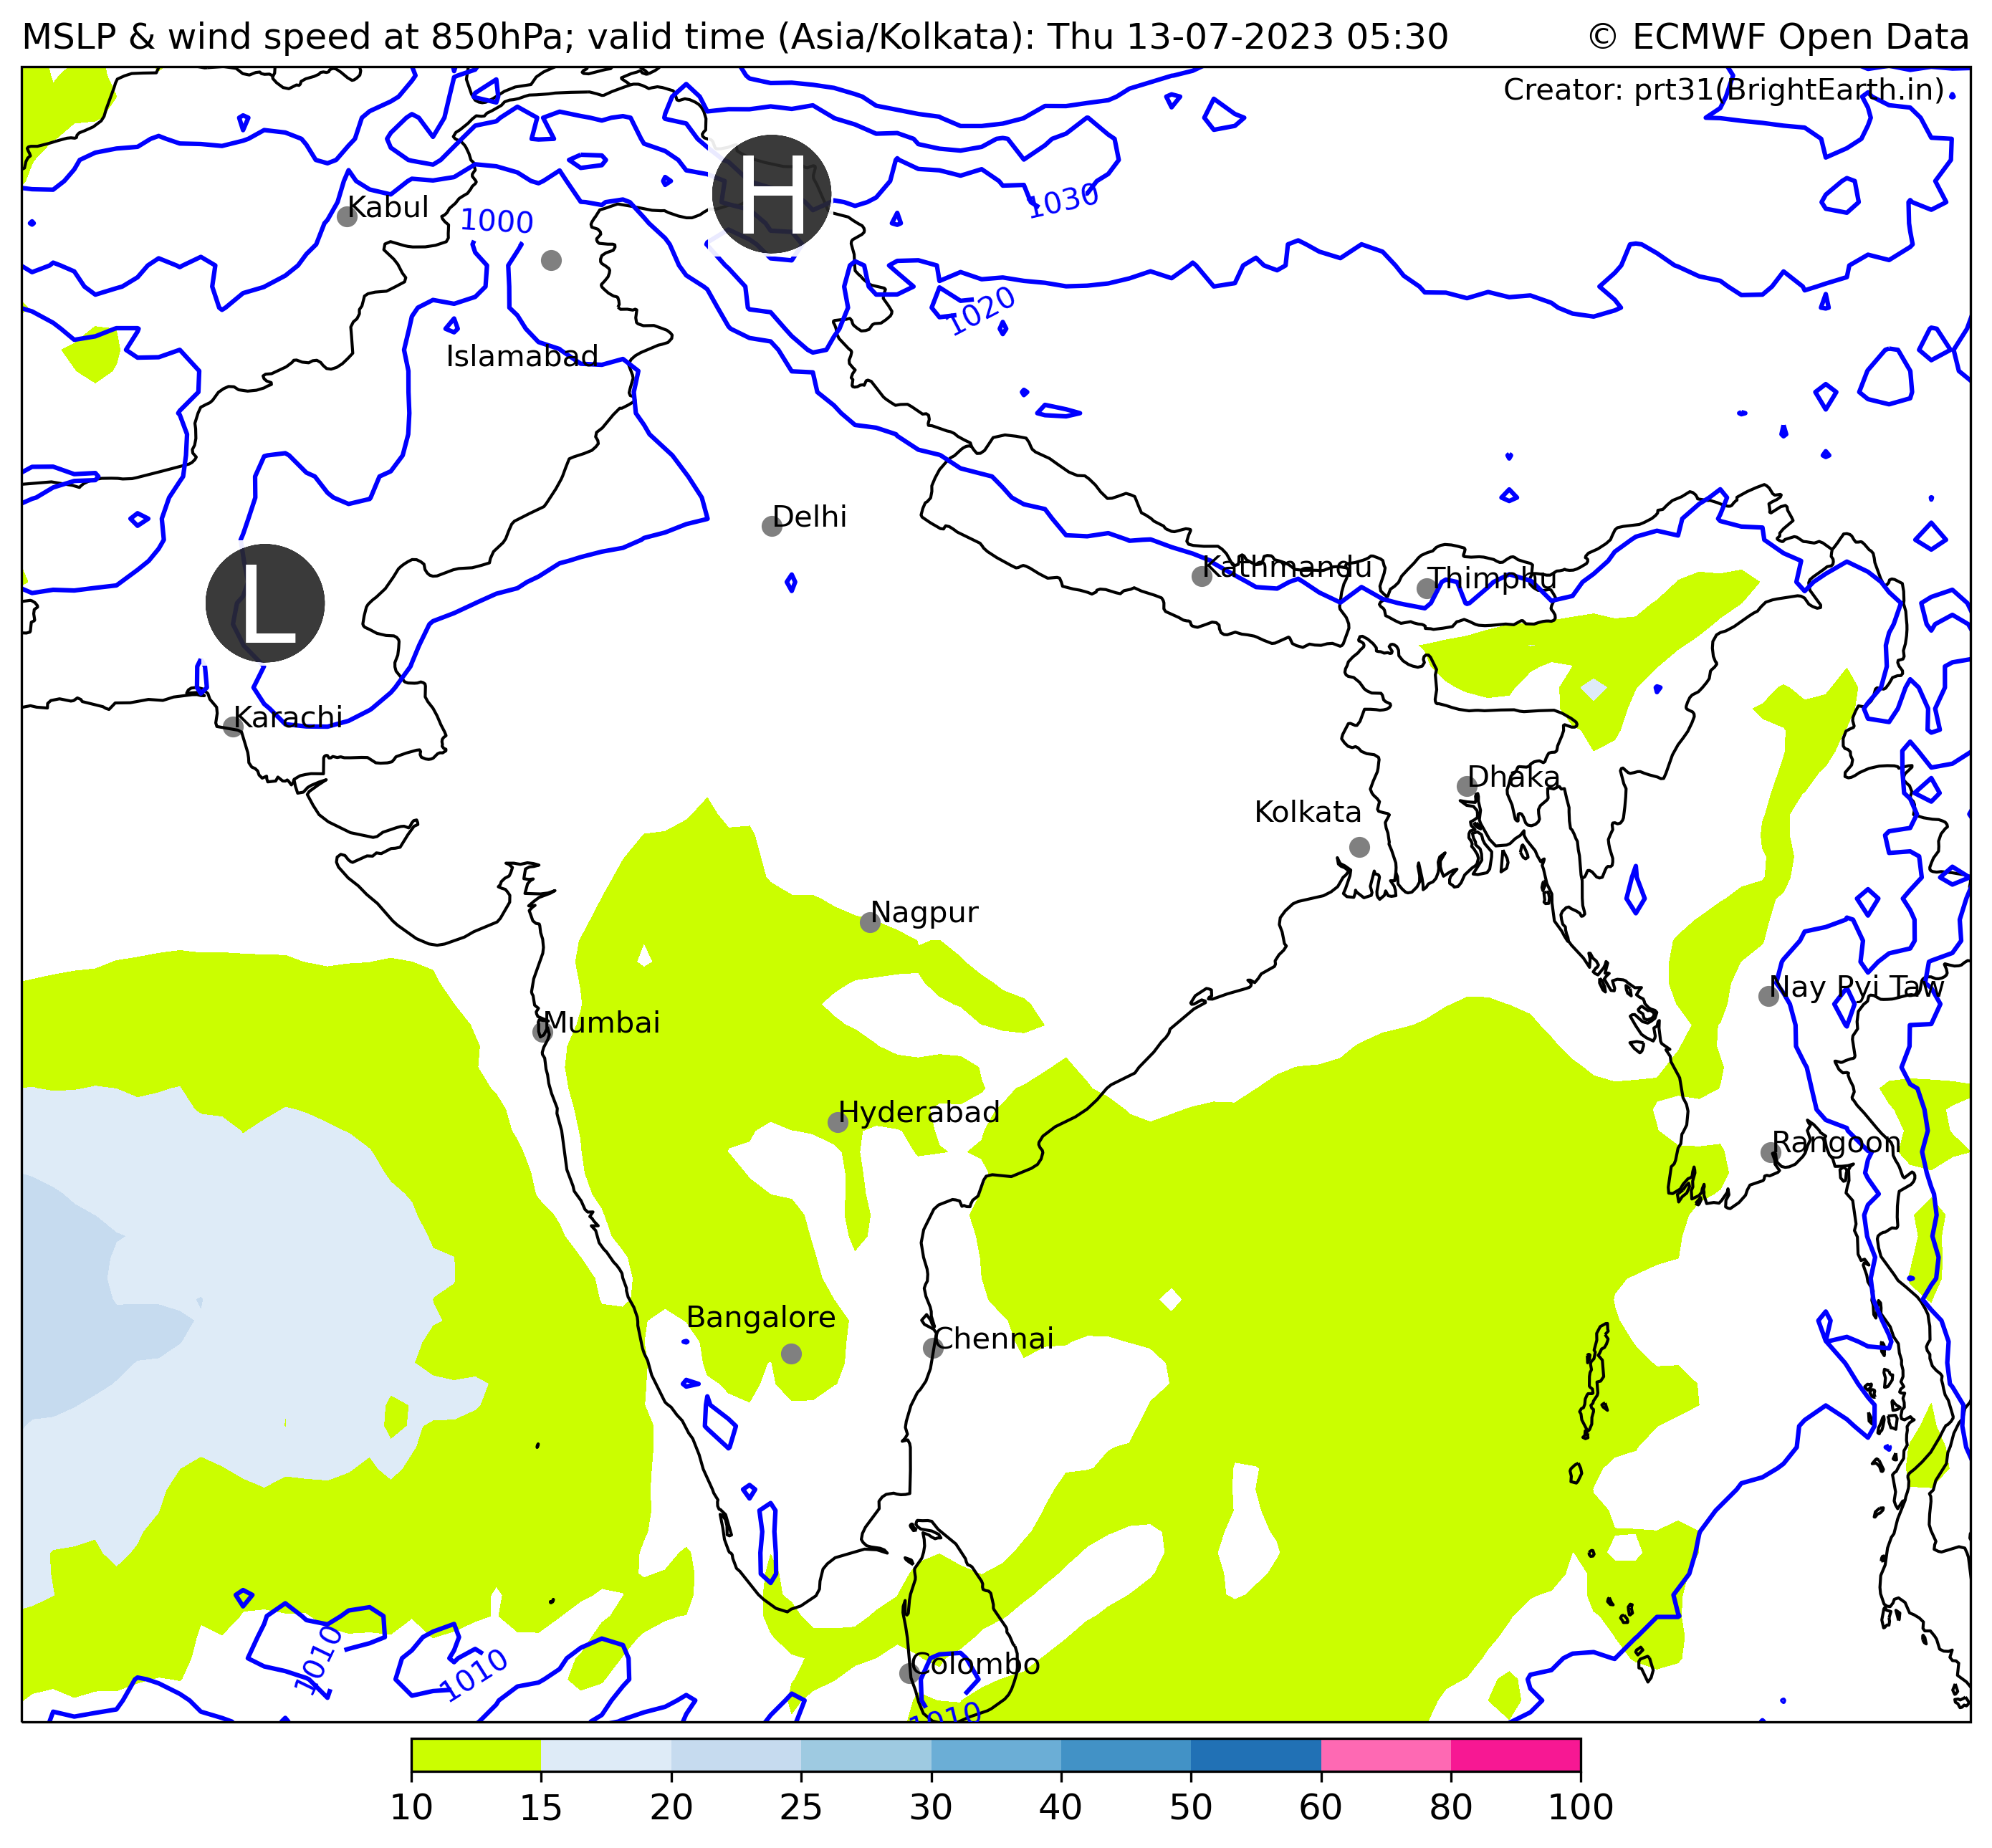 MSLP & wind speed at 850hPa; valid time (Asia/Kolkata): Thu 13-07-2023 05:30 © ECMWF Open Data
Creator: prt31(BrightEarth.in)
H
1030
Kabul
1000
1020
Islamabad
Delhi
Kathmandu
Thimphu
L
Karachi
Dhaka
Kolkata
Nagpur
Nay Pyi Taw
Mumbai
Hyderabad
Rangoon
Bangalore
Chennai
1010
1010
Colombo
1010
10 15 20 25 30 40 50 60 80 100